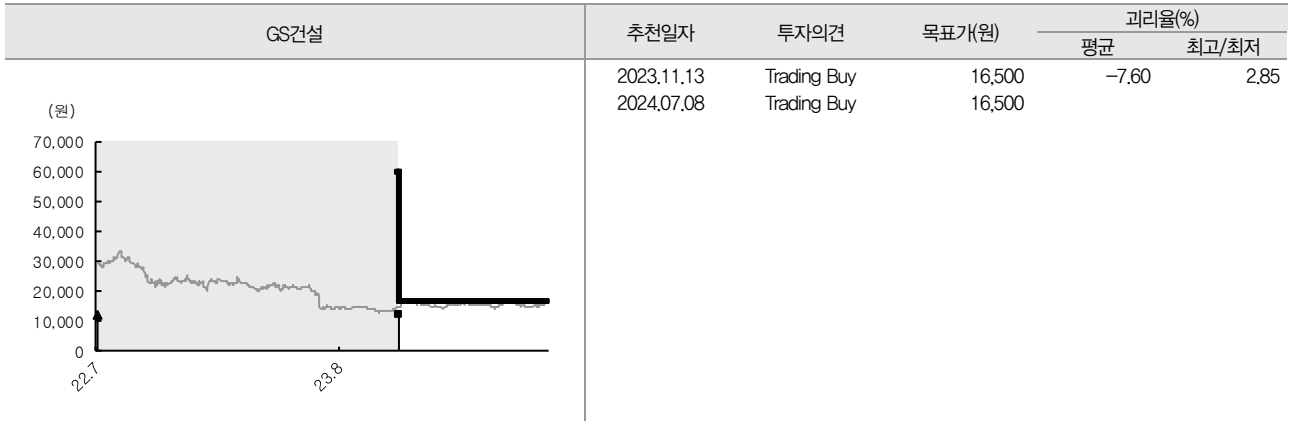 GS건설
추천일자 투자의견 목표가(원) 괴리율(%)
평균 최고/최저
2023.11.13 Trading Buy 16,500 -7.60 2.85
2024.07.08 Trading Buy 16,500
(원)
70,000
60,000
50,000
40,000
30,000
20,000
10,000
0
22.7 23.8